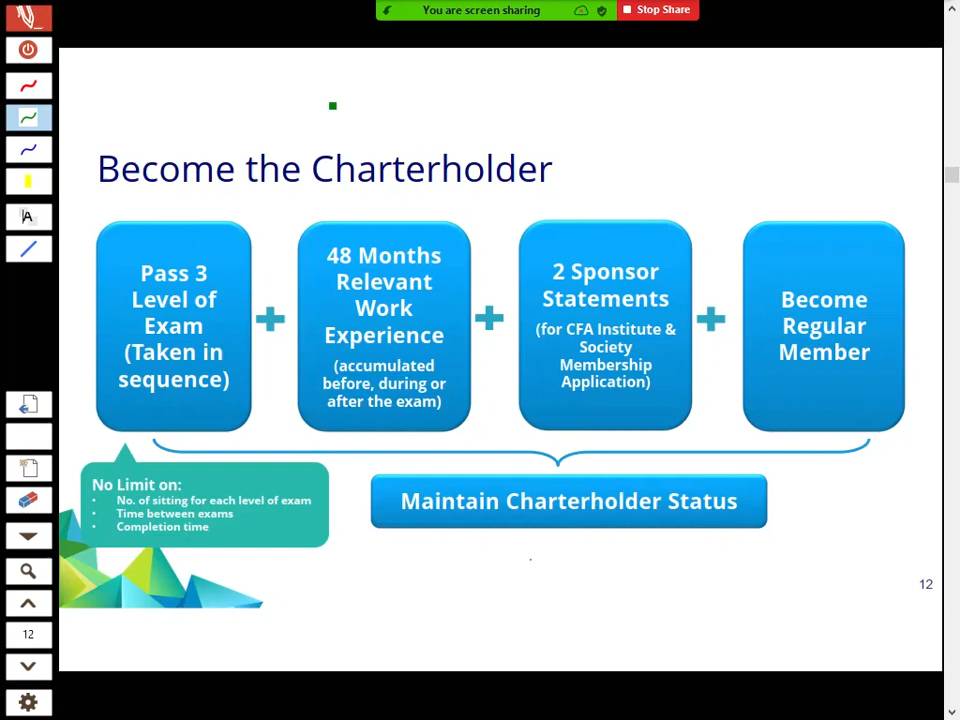 You are screen sharing
Stop Share
Become the Charterholder
Pass 3
Level of
Exam
(Taken in
sequence)
48 Months
Relevant
Work
Experience
(accumulated
before, during or
after the exam)
2 Sponsor
Statements
(for CFA Institute &
Society
Membership
Application)
Become
Regular
Member
No Limit on:
• No. of sitting for each level of exam
• Time between exams
• Completion time
Maintain Charterholder Status
12
A
12